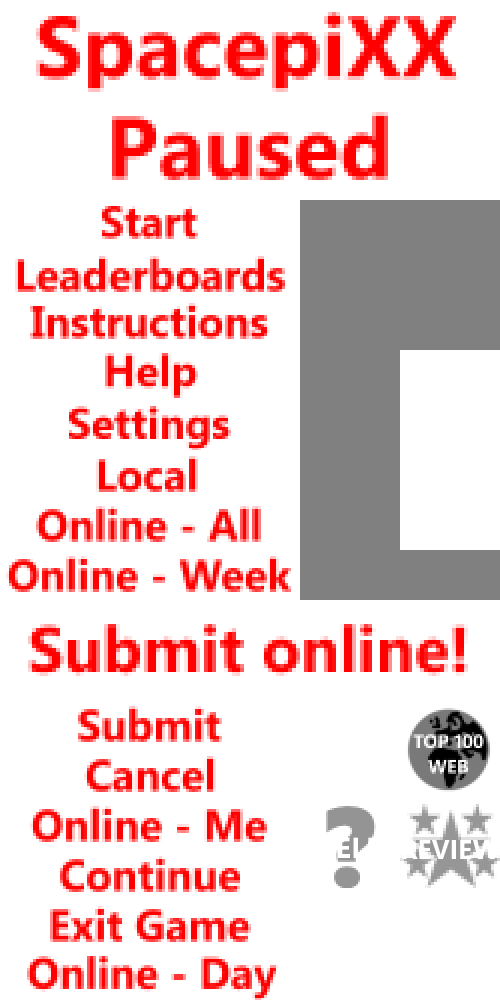 SpacepiXX
Paused
Start
Leaderboards
Instructions
Help
Settings
Local
Online - All
Online - Week
Submit online!
Submit
TOP 100
WEB
Cancel
Online - Me
Continue
Exit Game
Online - Day